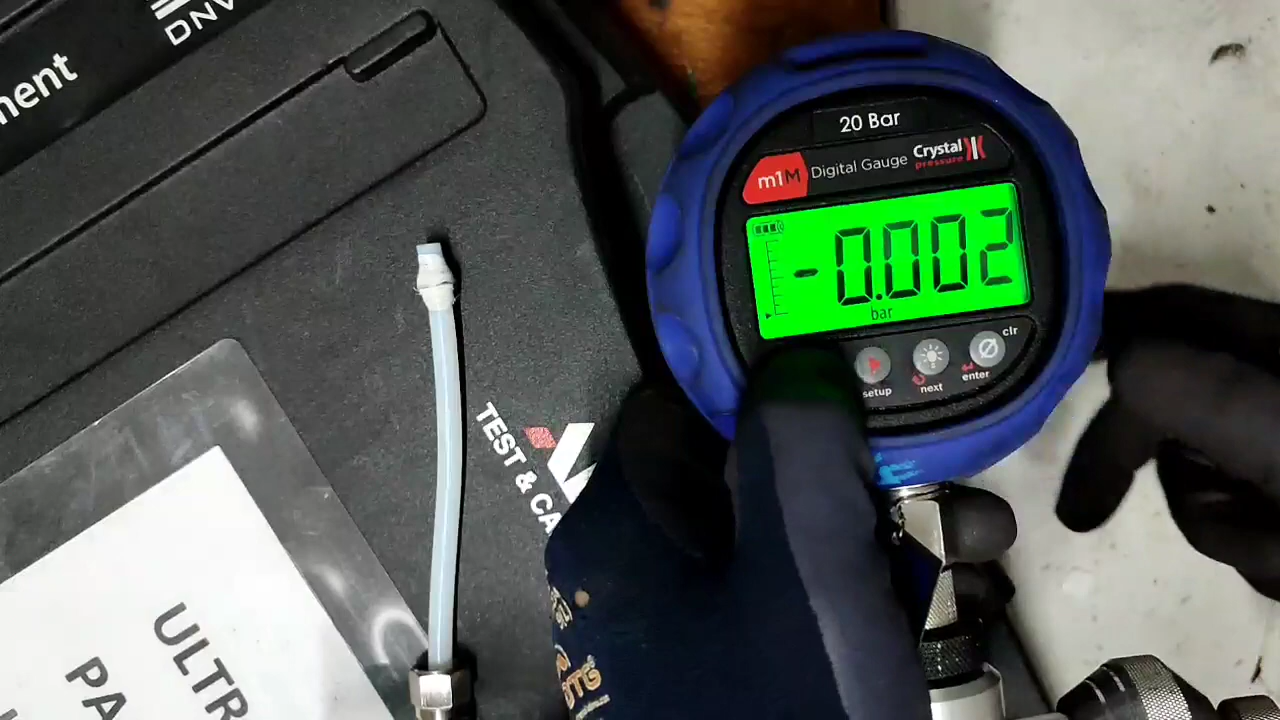 DNV
ment
20 Bar
m1M Digital Gauge Crystal pressure
-0.002
bar
clr
setup next enter
TEST & CA
ULTR
PA